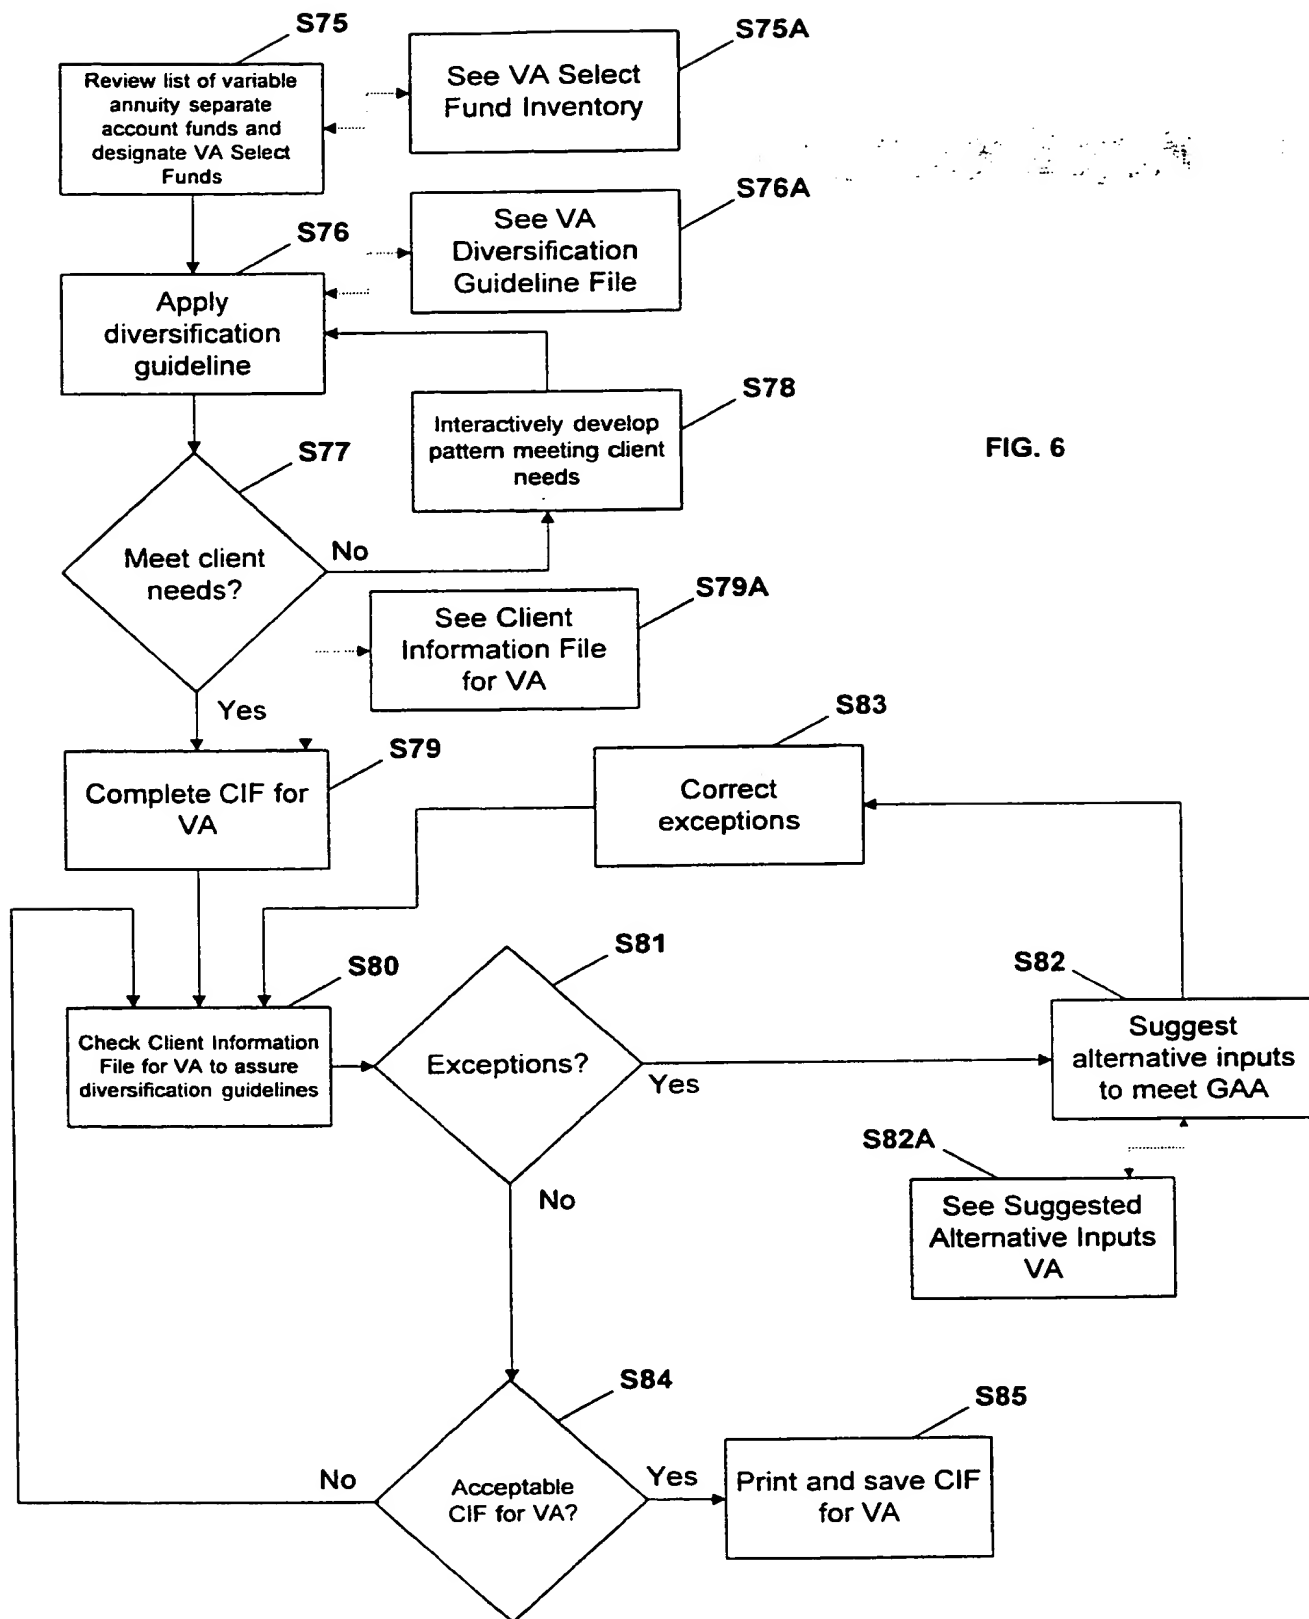 S75
Review list of variable
annuity separate
account funds and
designate VA Select
Funds
S75A
See VA Select
Fund Inventory
S76A
See VA
Diversification
Guideline File
S76
Apply
diversification
guideline
S78
Interactively develop
pattern meeting client
needs
FIG. 6
S77
Meet client
needs?
No
Yes
S79A
See Client
Information File
for VA
S79
Complete CIF for
VA
S83
Correct
exceptions
S80
Check Client Information
File for VA to assure
diversification guidelines
S81
Exceptions?
Yes
No
S82
Suggest
alternative inputs
to meet GAA
S82A
See Suggested
Alternative Inputs
VA
S84
Acceptable
CIF for VA?
No
Yes
S85
Print and save CIF
for VA